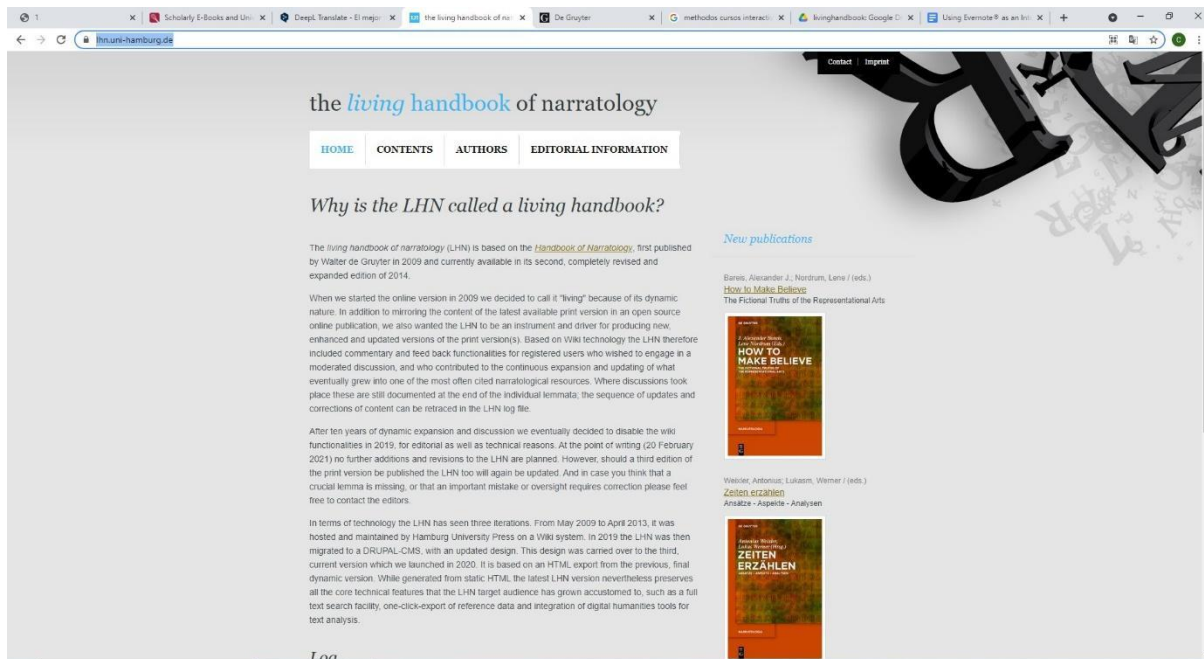 1
Scholarly E-Books and Univ
DeepL Translate - El mejor
the living handbook of nar
De Gruyter
methodos cursos interactiv
livinghandbook: Google D
Using Evernote® as an Int
lhn.uni-hamburg.de
Contact | Imprint
the living handbook of narratology
HOME CONTENTS AUTHORS EDITORIAL INFORMATION
Why is the LHN called a living handbook?
The living handbook of narratology (LHN) is based on the Handbook of Narratology, first published
by Walter de Gruyter in 2009 and currently available in its second, completely revised and
expanded edition of 2014.
When we started the online version in 2009 we decided to call it "living" because of its dynamic
nature. In addition to mirroring the content of the latest available print version in an open source
online publication, we also wanted the LHN to be an instrument and driver for producing new,
enhanced and updated versions of the print version(s). Based on Wiki technology the LHN therefore
included commentary and feed back functionalities for registered users who wished to engage in a
moderated discussion, and who contributed to the continuous expansion and updating of what
eventually grew into one of the most often cited narratological resources. Where discussions took
place these are still documented at the end of the individual lemmata; the sequence of updates and
corrections of content can be retraced in the LHN log file.
After ten years of dynamic expansion and discussion we eventually decided to disable the wiki
functionalities in 2019, for editorial as well as technical reasons. At the point of writing (20 February
2021) no further additions and revisions to the LHN are planned. However, should a third edition of
the print version be published the LHN too will again be updated. And in case you think that a
crucial lemma is missing, or that an important mistake or oversight requires correction please feel
free to contact the editors.
In terms of technology the LHN has seen three iterations. From May 2009 to April 2013, it was
hosted and maintained by Hamburg University Press on a Wiki system. In 2019 the LHN was then
migrated to a DRUPAL-CMS, with an updated design. This design was carried over to the third,
current version which we launched in 2020. It is based on an HTML export from the previous, final
dynamic version. While generated from static HTML the latest LHN version nevertheless preserves
all the core technical features that the LHN target audience has grown accustomed to, such as a full
text search facility, one-click-export of reference data and integration of digital humanities tools for
text analysis.
Log
New publications
Bareis, Alexander J.; Nordrum, Lene / (eds.)
How to Make Believe
The Fictional Truths of the Representational Arts
HOW TO
MAKE BELIEVE
Weixler, Antonius; Lukasm, Werner / (eds.)
Zeiten erzählen
Ansätze - Aspekte - Analysen
ZEITEN
ERZÄHLEN